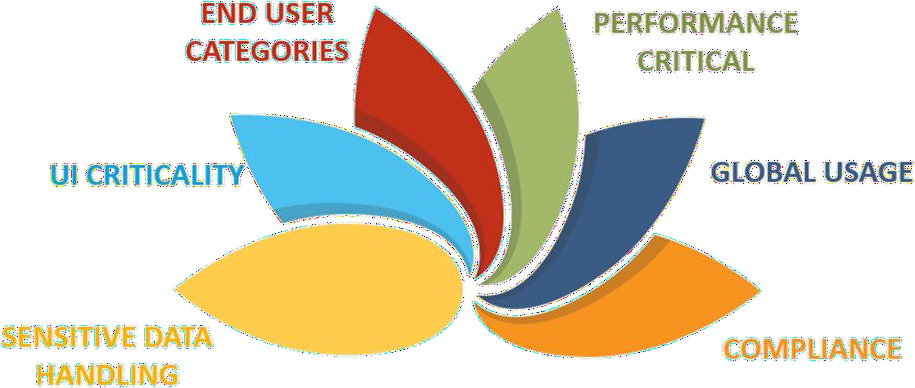 END USER
CATEGORIES
PERFORMANCE
CRITICAL
UI CRITICALITY
GLOBAL USAGE
SENSITIVE DATA
HANDLING
COMPLIANCE